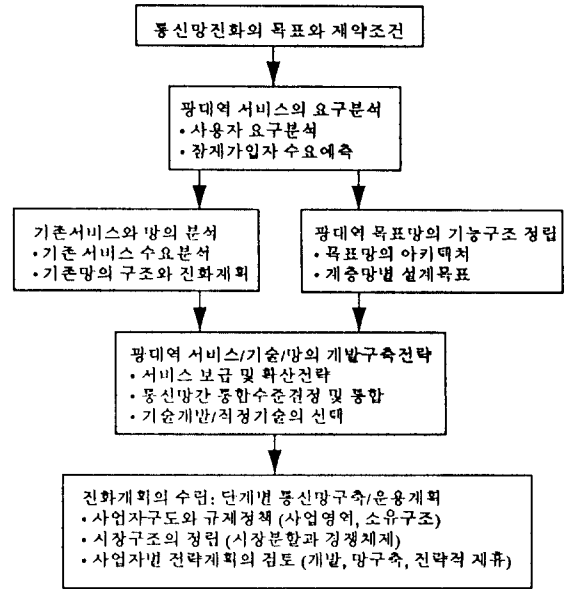 통신망진화의 목표와 제약조건
광대역 서비스의 요구분석
• 사용자 요구분석
• 잠재가입자 수요예측
기존서비스와 망의 분석
• 기존서비스 수요분석
• 기존망의 구조와 진화계획
광대역 목표망의 기능구조 정립
• 목표망의 아키텍처
• 계층망별 설계목표
광대역 서비스/기술/망의 개발구축전략
• 서비스 보급 및 확산전략
• 통신망간 통합수준결정 및 통합
• 기술개발/적정기술의 선택
진화계획의 수립: 단계별 통신망구축/운용계획
• 사업자구도와 규제정책 (사업영역, 소유구조)
• 시장구조의 정립 (시장분할과 경쟁체제)
• 사업자별 전략계획의 검토 (개발, 망구축, 전략적 제휴)